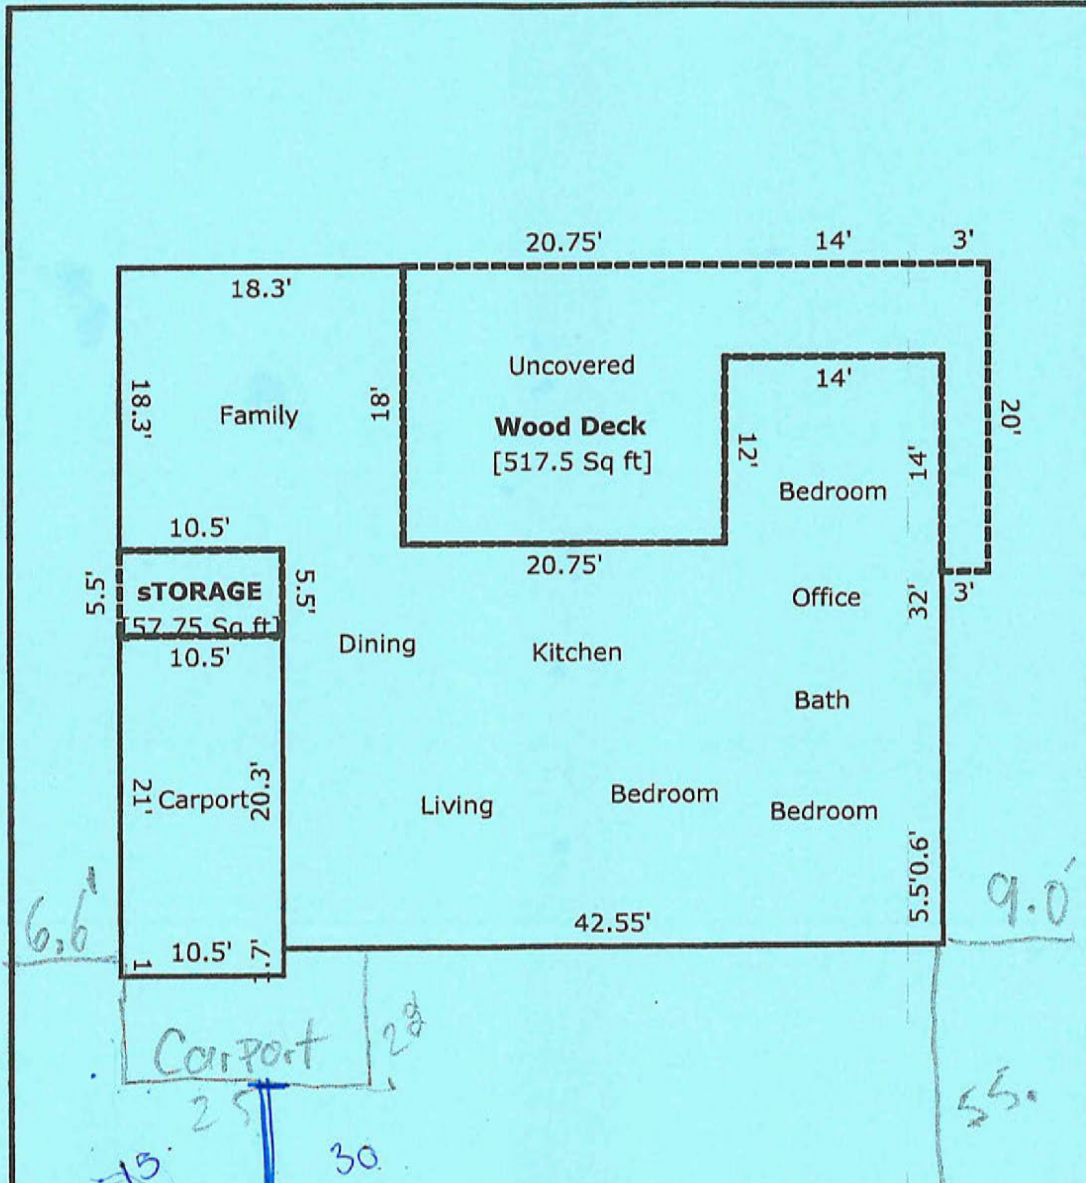 20.75' 14' 3'
18.3'
Uncovered
14'
18.3'
Family
18'
Wood Deck
20'
[517.5 Sq ft]
12'
14'
Bedroom
10.5'
20.75'
5.5'
sTORAGE
5.5'
Office
32'
3'
[57.75 Sq ft]
10.5'
Dining
Kitchen
Bath
21'
Carport
20.3'
Living
Bedroom
Bedroom
5.5'0.6'
6.6'
9.0'
42.55'
1
10.5'
.7'
Carport
25
55.
15
30